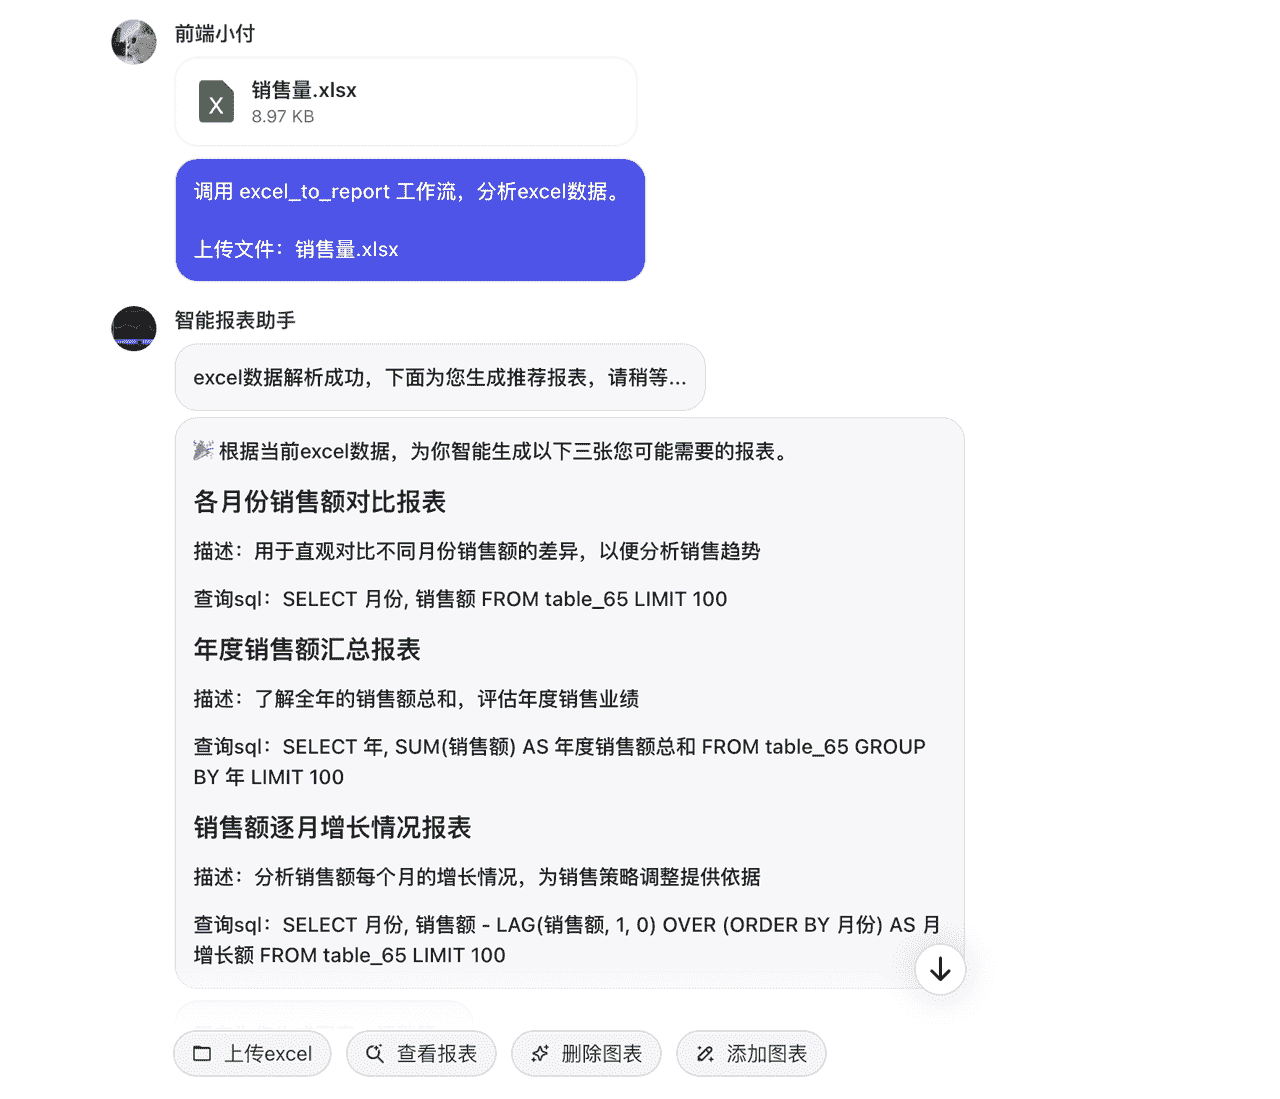 前端小付
销售量.xlsx
X
8.97 KB
调用 excel_to_report 工作流，分析excel数据。
上传文件：销售量.xlsx
智能报表助手
excel数据解析成功，下面为您生成推荐报表，请稍等...
🎉 根据当前excel数据，为你智能生成以下三张您可能需要的报表。
各月份销售额对比报表
描述：用于直观对比不同月份销售额的差异，以便分析销售趋势
查询sql：SELECT 月份, 销售额 FROM table_65 LIMIT 100
年度销售额汇总报表
描述：了解全年的销售额总和，评估年度销售业绩
查询sql：SELECT 年, SUM(销售额) AS 年度销售额总和 FROM table_65 GROUP
BY 年 LIMIT 100
销售额逐月增长情况报表
描述：分析销售额每个月的增长情况，为销售策略调整提供依据
查询sql：SELECT 月份, 销售额 - LAG(销售额, 1, 0) OVER (ORDER BY 月份) AS 月
增长额 FROM table_65 LIMIT 100
上传excel
查看报表
删除图表
添加图表